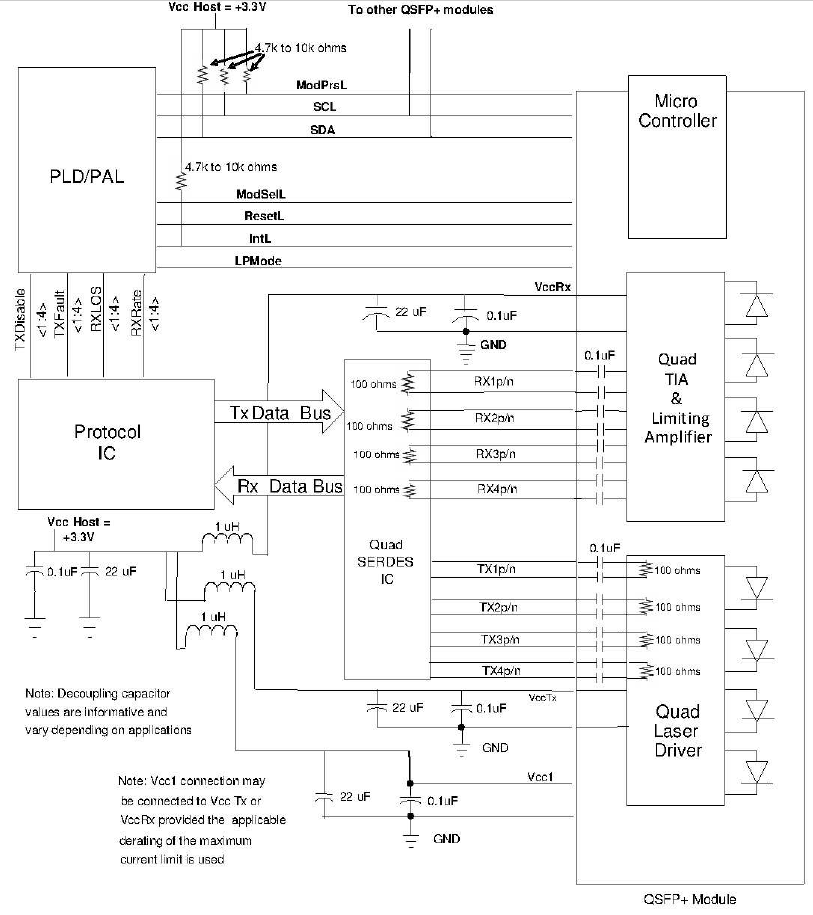 Vcc Host = +3.3V
To other QSFP+ modules
4.7k to 10k ohms
ModPrsL
SCL
SDA
Micro
Controller
PLD/PAL
4.7k to 10k ohms
ModSelL
ResetL
IntL
LPMode
TXDisable
<1:4>
TXFault
<1:4>
RXLOS
<1:4>
RXRate
<1:4>
VccRx
22 uF
0.1uF
GND
0.1uF
Quad
TIA
&
Limiting
Amplifier
100 ohms
RX1p/n
100 ohms
RX2p/n
100 ohms
RX3p/n
100 ohms
RX4p/n
Protocol
IC
Tx Data Bus
Rx Data Bus
Vcc Host =
+3.3V
0.1uF
22 uF
1 uH
1 uH
1 uH
Quad
SERDES
IC
0.1uF
TX1p/n
100 ohms
TX2p/n
100 ohms
TX3p/n
100 ohms
TX4p/n
100 ohms
Note: Decoupling capacitor
values are informative and
vary depending on applications
22 uF
0.1uF
VccTx
GND
Quad
Laser
Driver
Note: Vcc1 connection may
be connected to Vcc Tx or
VccRx provided the applicable
derating of the maximum
current limit is used
22 uF
0.1uF
Vcc1
GND
QSFP+ Module